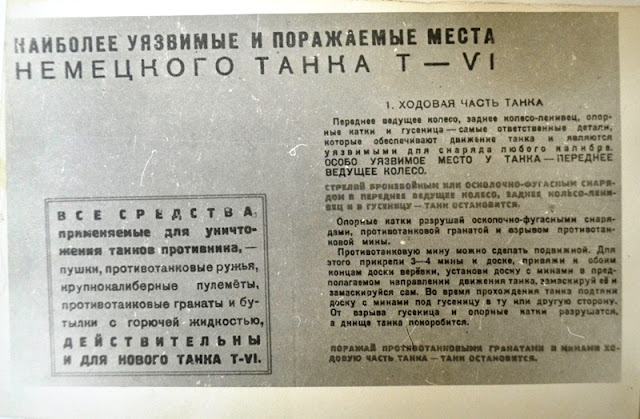 НАИБОЛЕЕ УЯЗВИМЫЕ И ПОРАЖАЕМЫЕ МЕСТА
НЕМЕЦКОГО ТАНКА Т — VI
1. ХОДОВАЯ ЧАСТЬ ТАНКА
Переднее ведущее колесо, заднее колесо-ленивец, опор-
ные катки и гусеница — самые ответственные детали,
которые обеспечивают движение танка и являются
уязвимыми для снаряда любого калибра.
ОСОБО УЯЗВИМОЕ МЕСТО У ТАНКА — ПЕРЕДНЕЕ
ВЕДУЩЕЕ КОЛЕСО.
СТРЕЛЯЙ БРОНЕБОЙНЫМ ИЛИ ОСКОЛОЧНО-ФУГАСНЫМ СНАРЯ-
ДОМ В ПЕРЕДНЕЕ ВЕДУЩЕЕ КОЛЕСО, ЗАДНЕЕ КОЛЕСО-ЛЕНИ-
ВЕЦ И В ГУСЕНИЦУ — ТАНК ОСТАНОВИТСЯ.
Опорные катки разрушай осколочно-фугасными снаря-
дами, противотанковой гранатой и взрывом противотан-
ковой мины.
Противотанковую мину можно сделать подвижной. Для
этого прикрепи 3—4 мины к доске, привяжи к обоим
концам доски верёвки, установи доску с минами в пред-
полагаемом направлении движения танка, замаскируй её и
замаскируйся сам. Во время прохождения танка подтяни
доску с минами под гусеницу в ту или другую сторону.
От взрыва гусеница и опорные катки разрушатся,
а днище танка покоробится.
ПОРАЖАЙ ПРОТИВОТАНКОВЫМИ ГРАНАТАМИ И МИНАМИ ХО-
ДОВУЮ ЧАСТЬ ТАНКА — ТАНК ОСТАНОВИТСЯ.
ВСЕ СРЕДСТВА,
применяемые для уничто-
жения танков противника, —
пушки, противотанковые ружья,
крупнокалиберные пулемёты,
противотанковые гранаты и бу-
тылки с горючей жидкостью,
ДЕЙСТВИТЕЛЬНЫ
И ДЛЯ НОВОГО ТАНКА Т-VI.